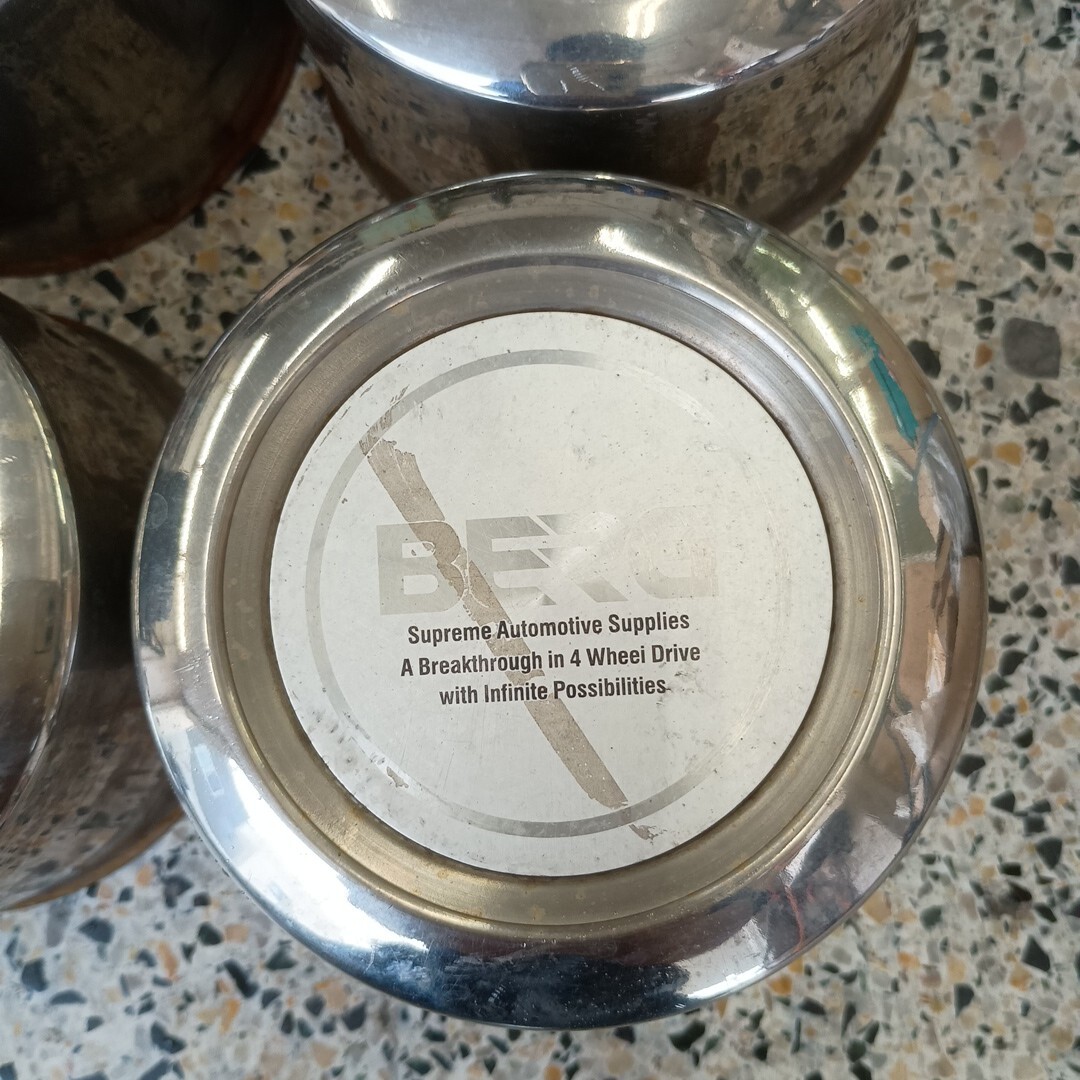 BERG
Supreme Automotive Supplies
A Breakthrough in 4 Wheei Drive
with Infinite Possibilities